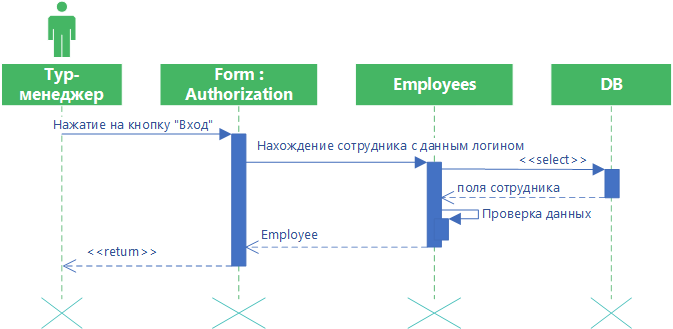 Тур-
менеджер
Form :
Authorization
Employees
DB
Нажатие на кнопку "Вход"
Нахождение сотрудника с данным логином
<<select>>
поля сотрудника
Проверка данных
Employee
<<return>>